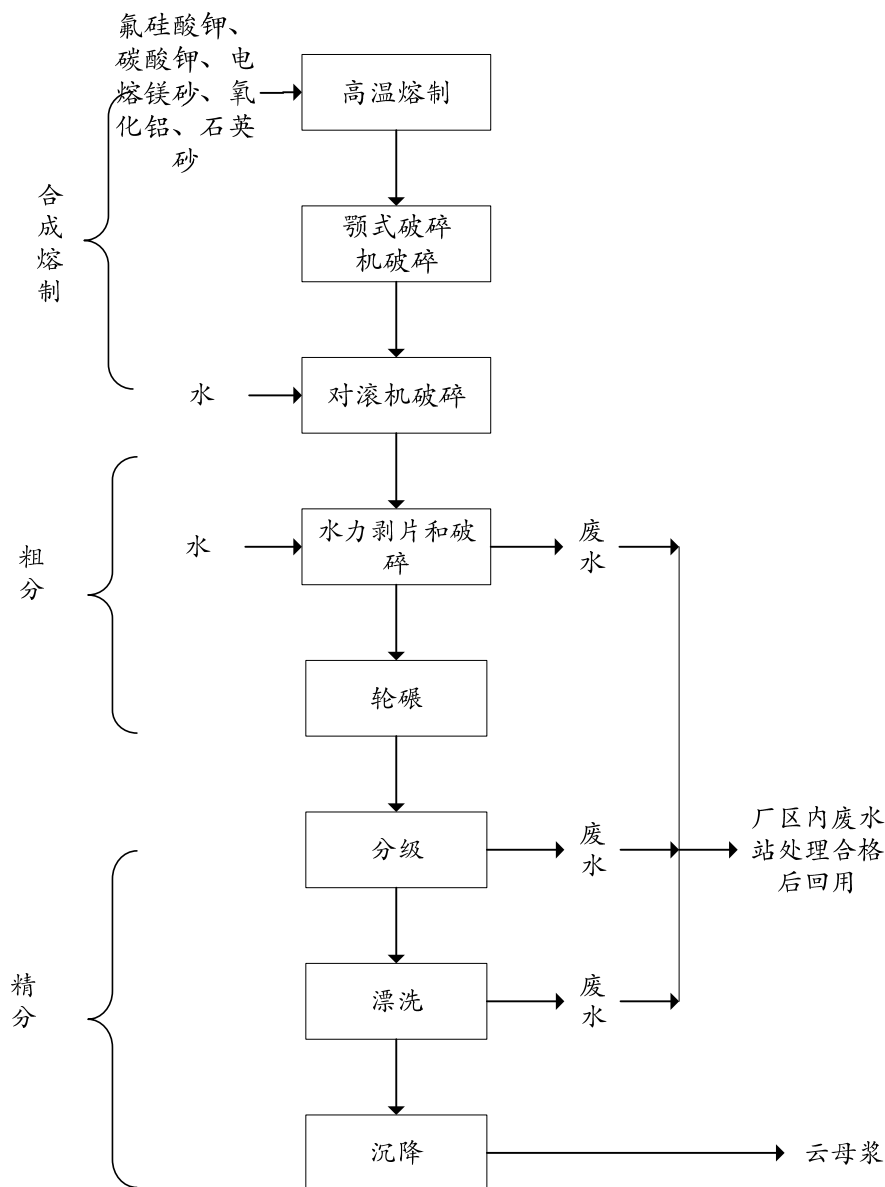 氟硅酸钾、
碳酸钾、电
熔镁砂、氧
化铝、石英
砂
高温熔制
合成熔制
颚式破碎
机破碎
水
对滚机破碎
粗分
水
水力剥片和破
碎
废水
轮碾
分级
废水
厂区内废水
站处理合格
后回用
精分
漂洗
废水
沉降
云母浆